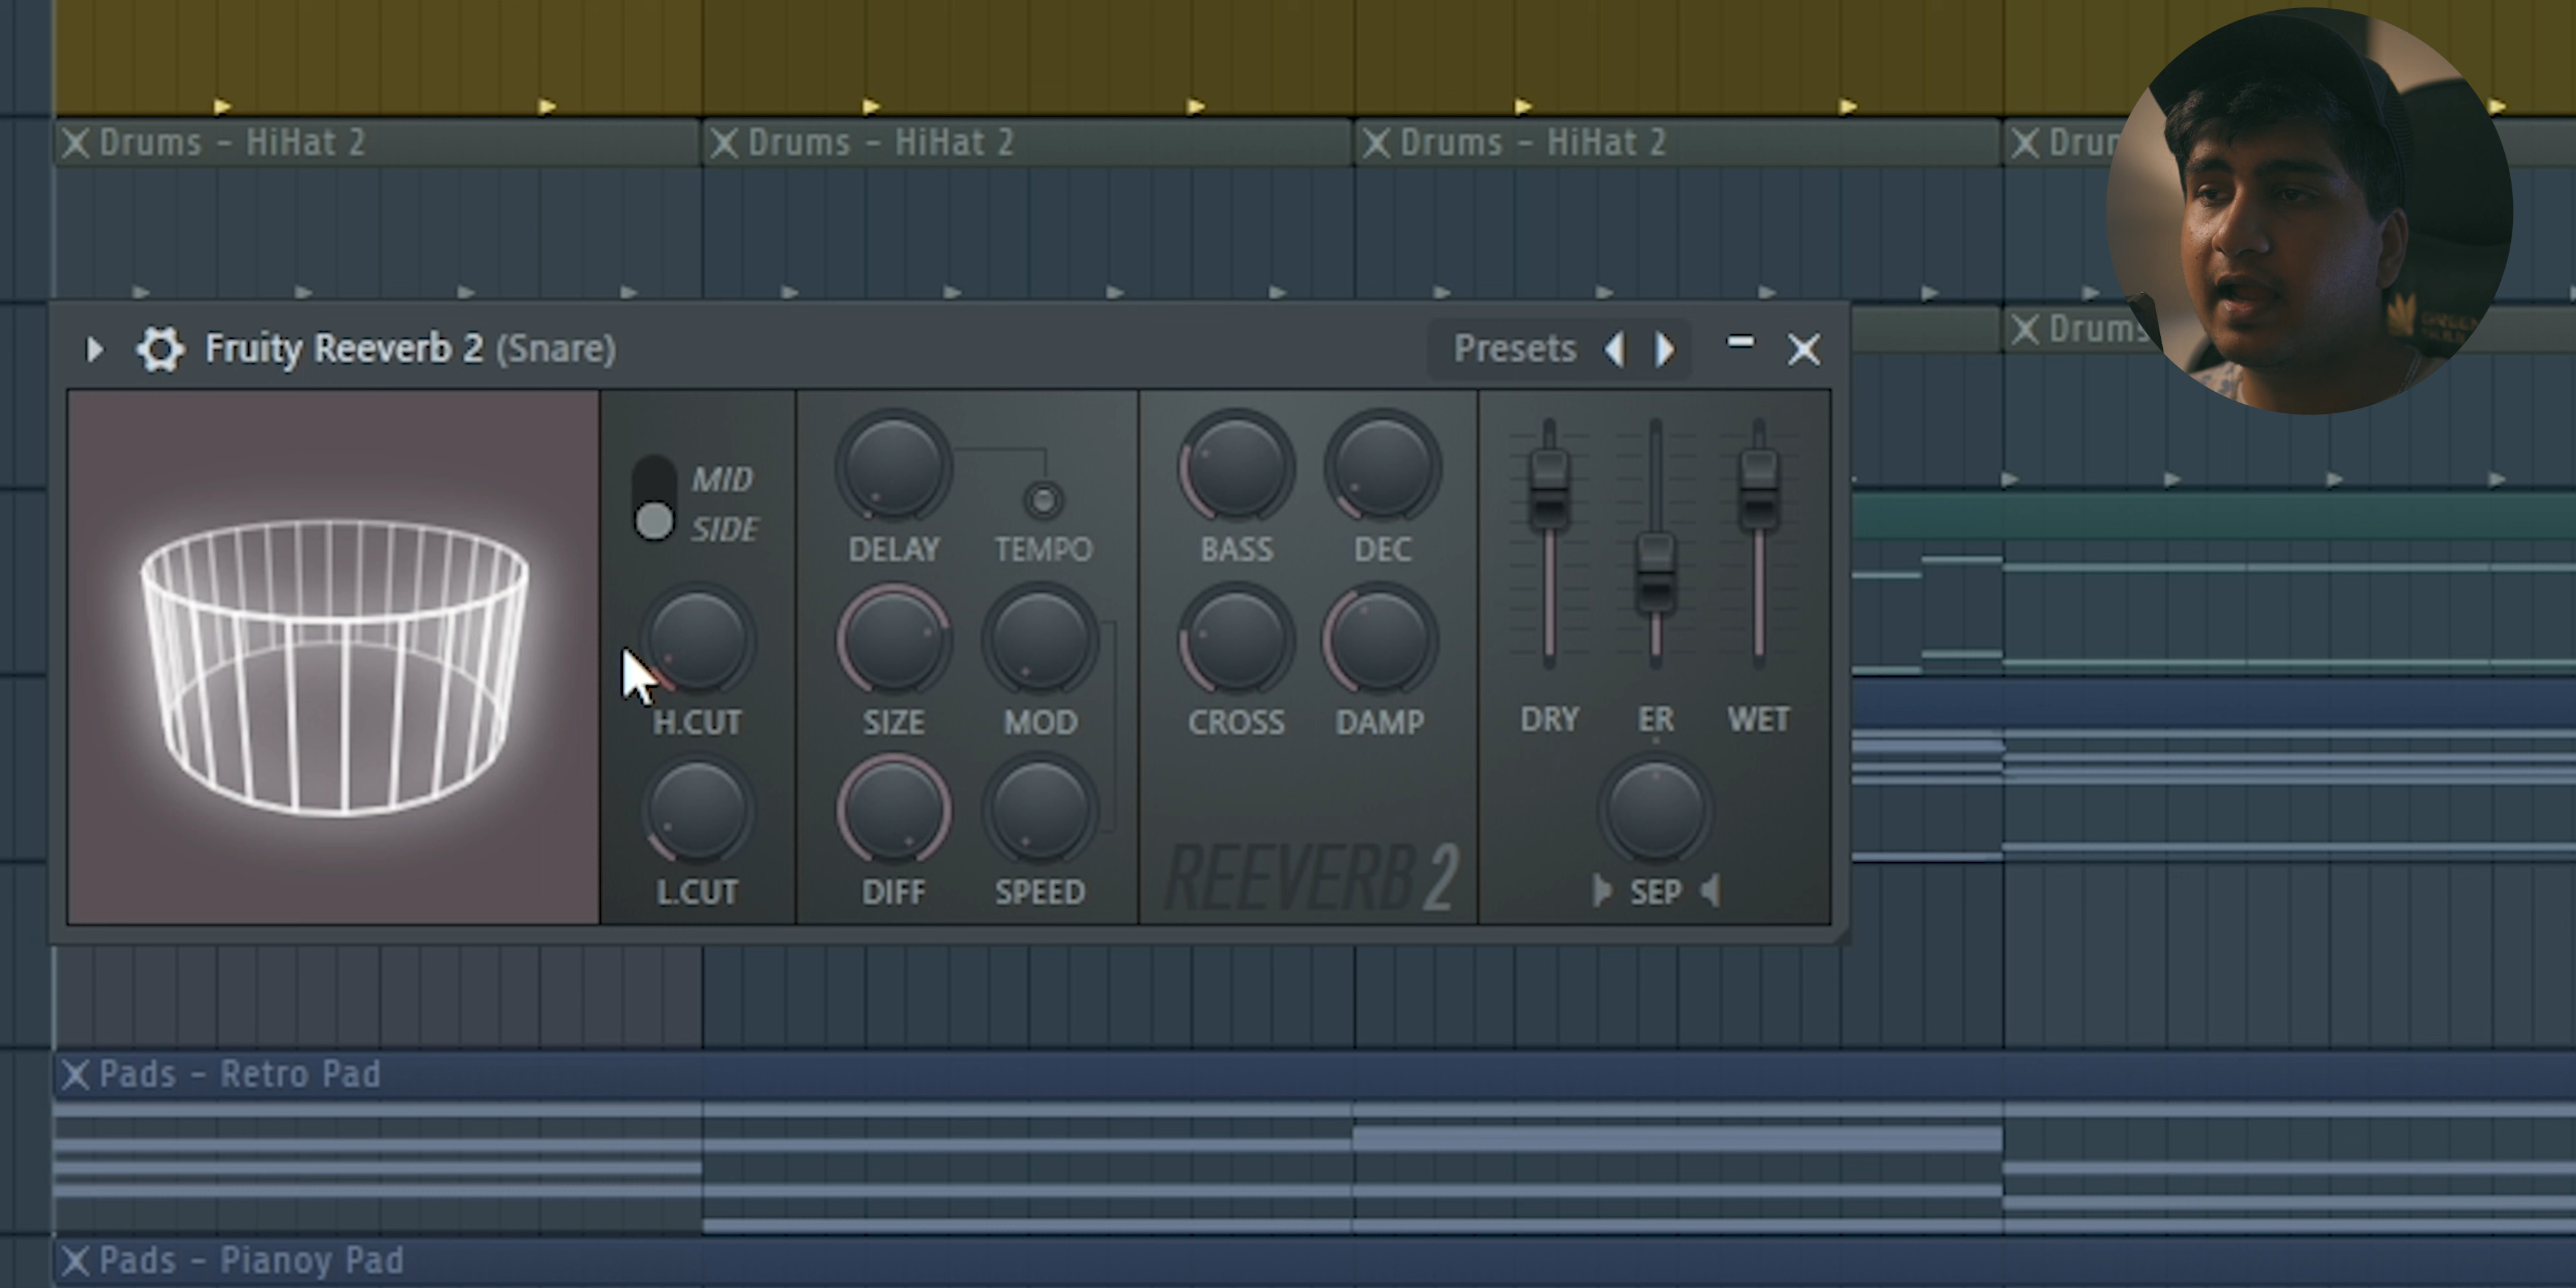 Drums - HiHat 2
Drums - HiHat 2
Drums - HiHat 2
Drum
Drums
Fruity Reeverb 2 (Snare)
Presets
MID
SIDE
DELAY
TEMPO
BASS
DEC
H.CUT
SIZE
MOD
CROSS
DAMP
DRY
ER
WET
L.CUT
DIFF
SPEED
REEVERB 2
SEP
Pads - Retro Pad
Pads - Pianoy Pad